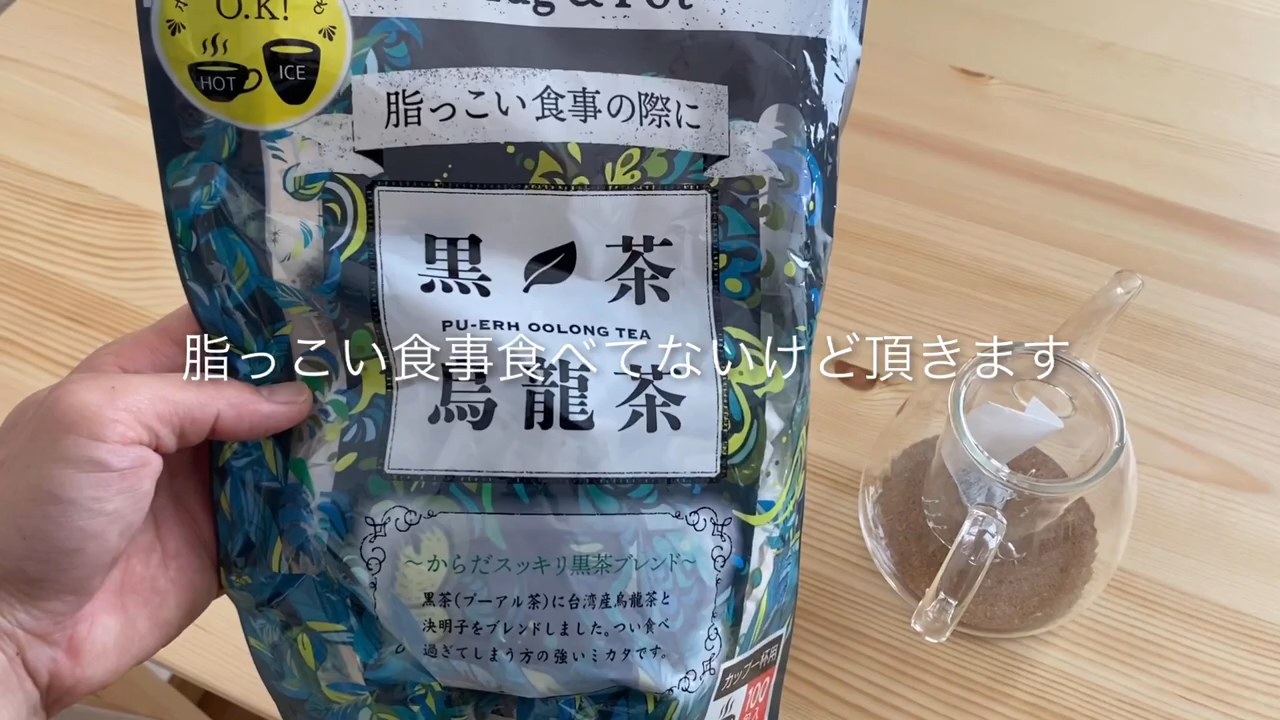 O.K!
HOT
ICE
脂っこい食事の際に
黒 茶
PU-ERH OOLONG TEA
脂っこい食事食べてないけど頂きます
烏龍茶
～からだスッキリ黒茶ブレンド～
黒茶(プーアル茶)に台湾産烏龍茶と
決明子をブレンドしました。つい食べ
過ぎてしまう方の強いミカタです。
カップ一杯用
100